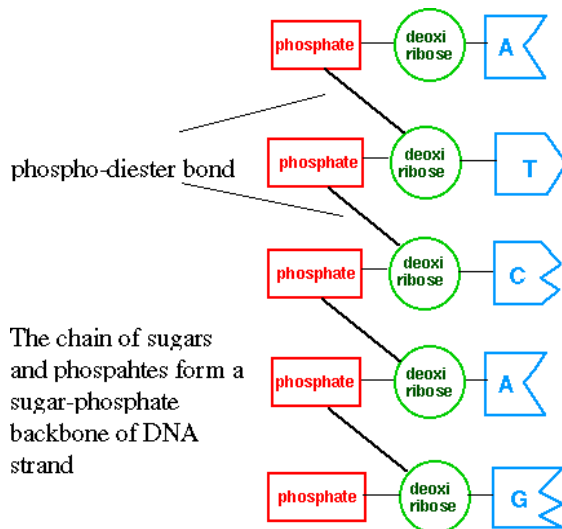 phosphate
deoxi
ribose
A
phospho-diester bond
phosphate
deoxi
ribose
T
phosphate
deoxi
ribose
C
The chain of sugars
and phospahtes form a
sugar-phosphate
backbone of DNA
strand
phosphate
deoxi
ribose
A
phosphate
deoxi
ribose
G